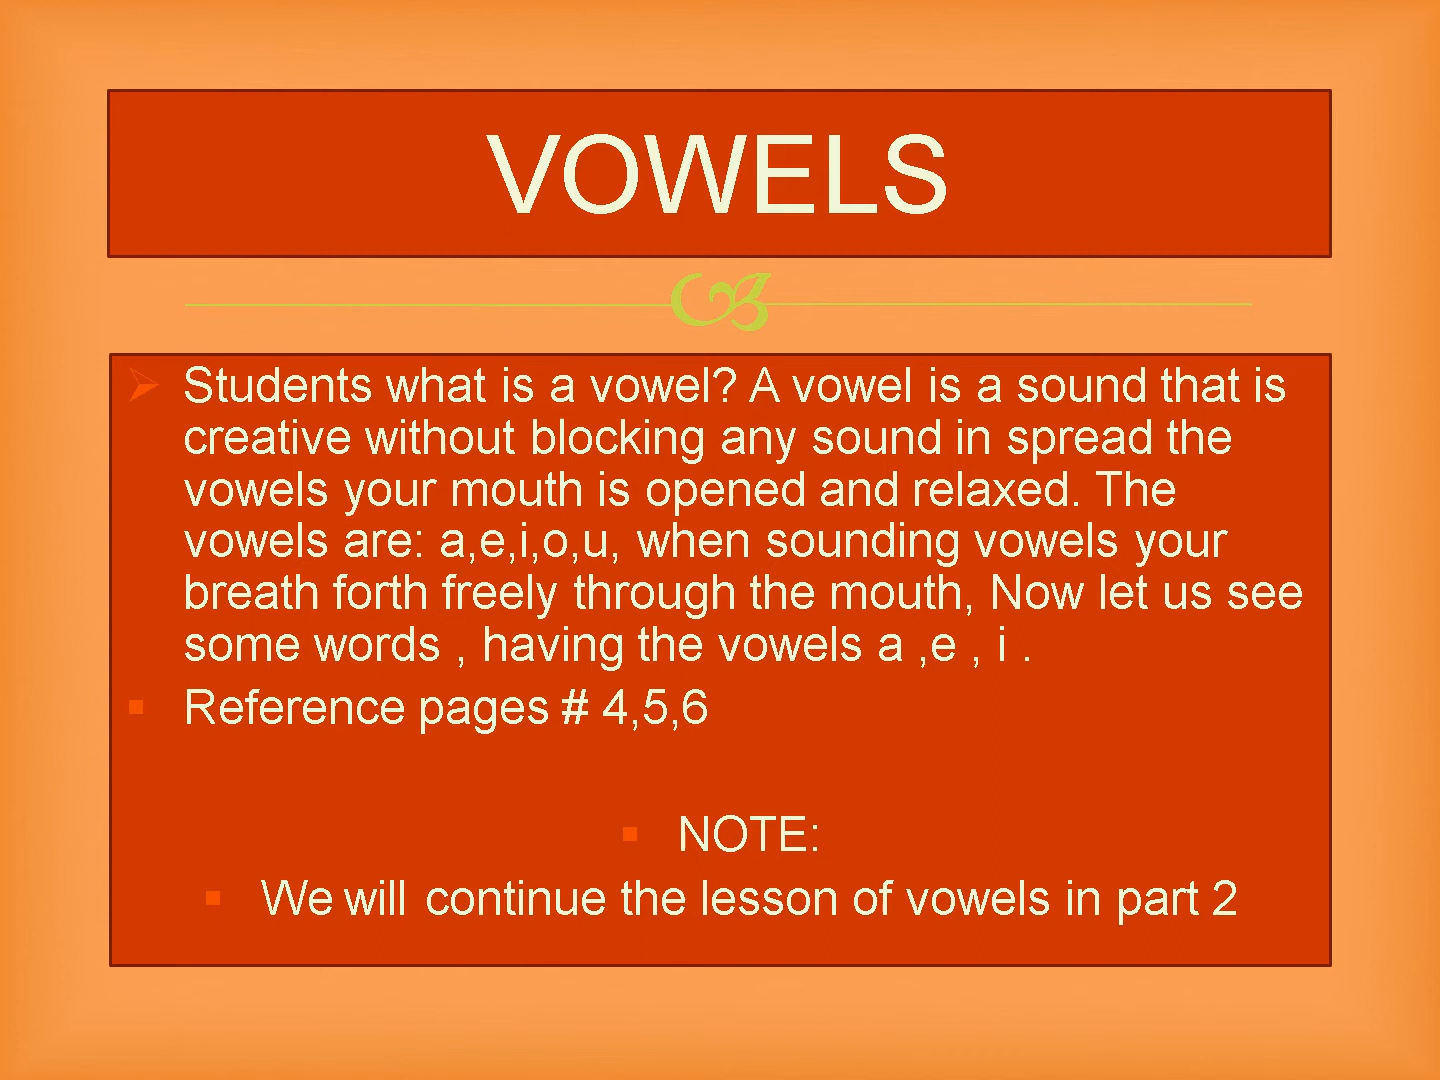 VOWELS
Students what is a vowel? A vowel is a sound that is
creative without blocking any sound in spread the
vowels your mouth is opened and relaxed. The
vowels are: a,e,i,o,u, when sounding vowels your
breath forth freely through the mouth, Now let us see
some words , having the vowels a ,e , i .
Reference pages # 4,5,6
NOTE:
We will continue the lesson of vowels in part 2